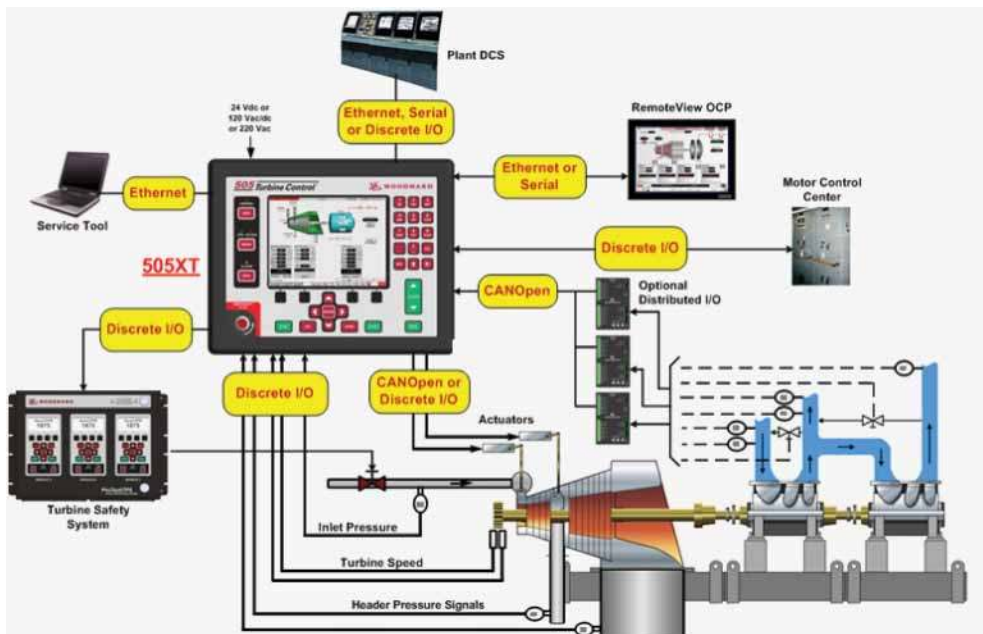 Plant DCS
24 Vdc or
120 Vac/dc
or 220 Vac
Ethernet, Serial
or Discrete I/O
RemoteView OCP
Ethernet or
Serial
Ethernet
Service Tool
505 Turbine Control
WOODWARD
Motor Control
Center
Discrete I/O
505XT
CANOpen
Optional
Distributed I/O
Discrete I/O
Discrete I/O
CANOpen or
Discrete I/O
Actuators
WOODWARD
Turbine Safety
System
Inlet Pressure
Turbine Speed
Header Pressure Signals